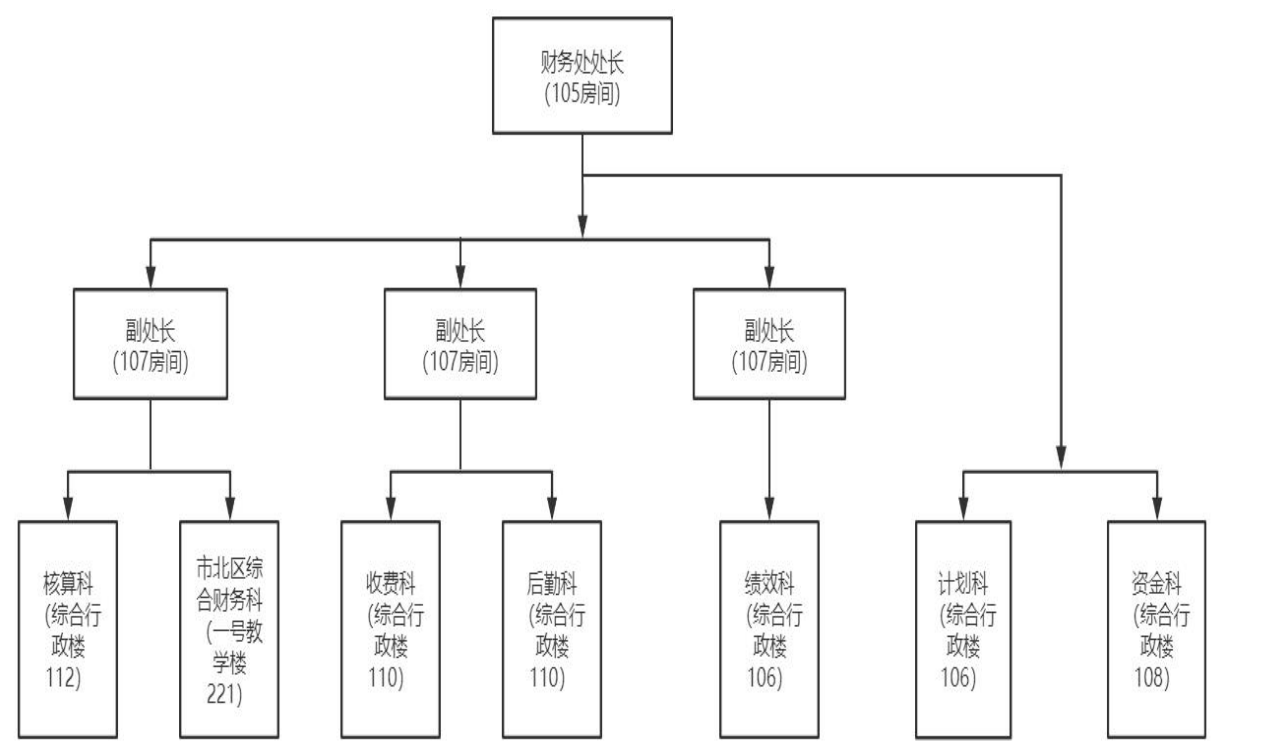 财务处处长
(105房间)
副处长
(107房间)
副处长
(107房间)
副处长
(107房间)
核算科
(综合行
政楼
112)
市北区综
合财务科
(一号教
学楼
221)
收费科
(综合行
政楼
110)
后勤科
(综合行
政楼
110)
绩效科
(综合行
政楼
106)
计划科
(综合行
政楼
106)
资金科
(综合行
政楼
108)